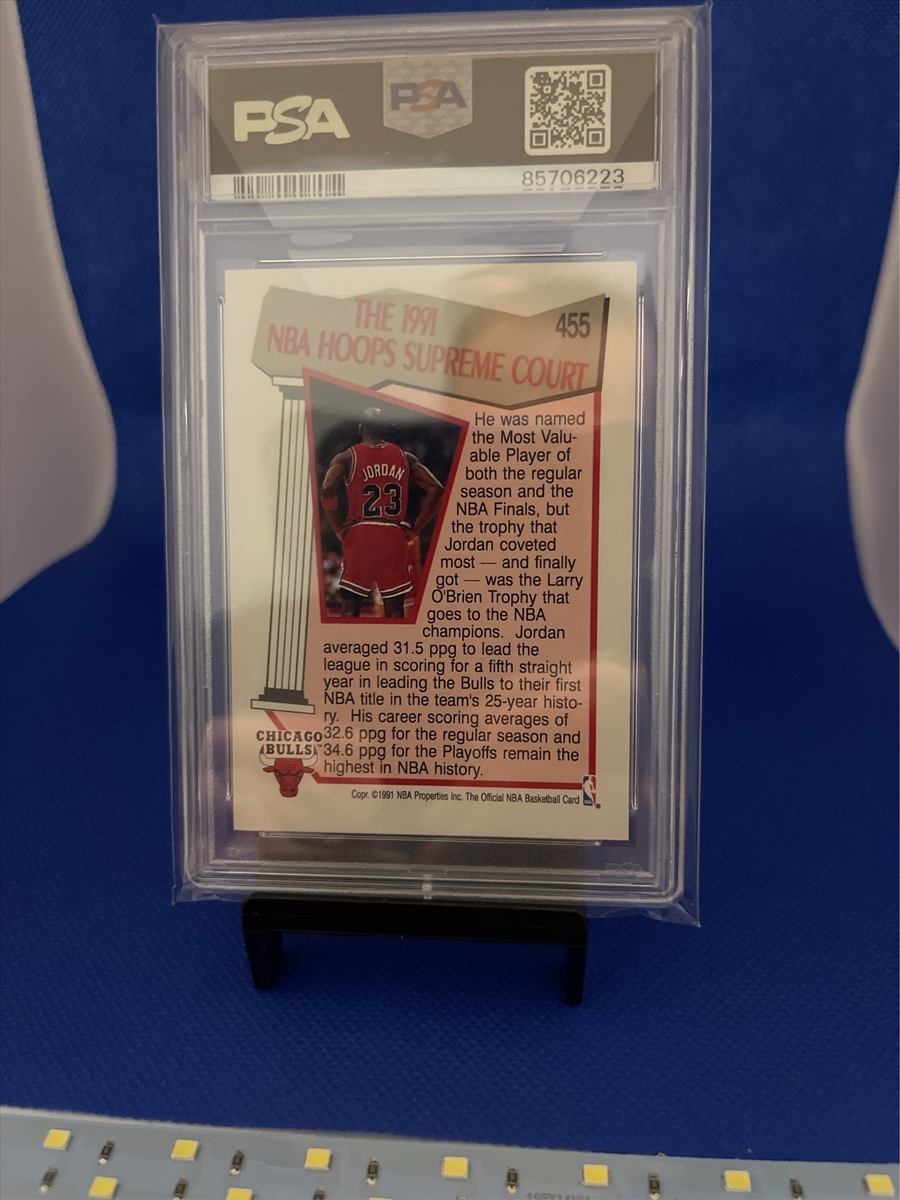 PSA
PSA
85706223
THE 1991
NBA HOOPS SUPREME COURT
455
JORDAN
23
He was named
the Most Valu-
able Player of
both the regular
season and the
NBA Finals, but
the trophy that
Jordan coveted
most — and finally
got — was the Larry
O'Brien Trophy that
goes to the NBA
champions. Jordan
averaged 31.5 ppg to lead the
league in scoring for a fifth straight
year in leading the Bulls to their first
NBA title in the team's 25-year histo-
ry. His career scoring averages of
32.6 ppg for the regular season and
34.6 ppg for the Playoffs remain the
highest in NBA history.
CHICAGO
BULLS
Copr. ©1991 NBA Properties Inc. The Official NBA Basketball Card